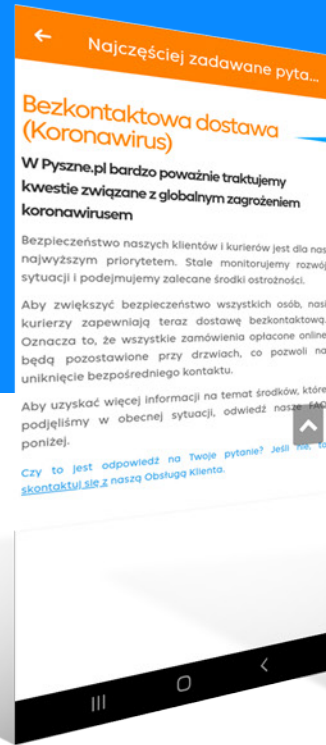 Najczęściej zadawane pyta...
Bezkontaktowa dostawa
(Koronawirus)
W Pyszne.pl bardzo poważnie traktujemy
kwestie związane z globalnym zagrożeniem
koronawirusem
Bezpieczeństwo naszych klientów i kurierów jest dla nas
najwyższym priorytetem. Stale monitorujemy rozwój
sytuacji i podejmujemy zalecane środki ostrożności.
Aby zwiększyć bezpieczeństwo wszystkich osób, nasi
kurierzy zapewniają teraz dostawę bezkontaktową.
Oznacza to, że wszystkie zamówienia opłacone online
będą pozostawione przy drzwiach, co pozwoli na
uniknięcie bezpośredniego kontaktu.
Aby uzyskać więcej informacji na temat środków, które
podjęliśmy w obecnej sytuacji, odwiedź nasze FAQ
poniżej.
Czy to jest odpowiedź na Twoje pytanie? Jeśli nie, to
skontaktuj się z naszą Obsługą Klienta.